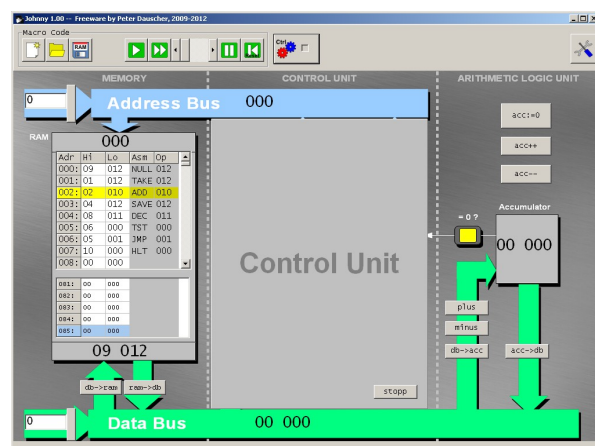 Johnny 1.00 -- Freeware by Peter Dauscher, 2009-2012
Macro Code
RAM
Ctrl
MEMORY
CONTROL UNIT
ARITHMETIC LOGIC UNIT
0
Address Bus 000
acc:=0
acc++
acc--
RAM
000
Adr Hi Lo Asm Op
000: 09 012 NULL 012
001: 01 012 TAKE 012
002: 02 010 ADD 010
003: 04 012 SAVE 012
004: 08 011 DEC 011
005: 06 000 TST 000
006: 05 001 JMP 001
007: 10 000 HLT 000
008: 00 000
081: 00 000
082: 00 000
083: 00 000
084: 00 000
085: 00 000
09 012
Control Unit
Accumulator
= 0 ?
00 000
plus
minus
db->acc
acc->db
db->ram
ram->db
stopp
0
Data Bus 00 000